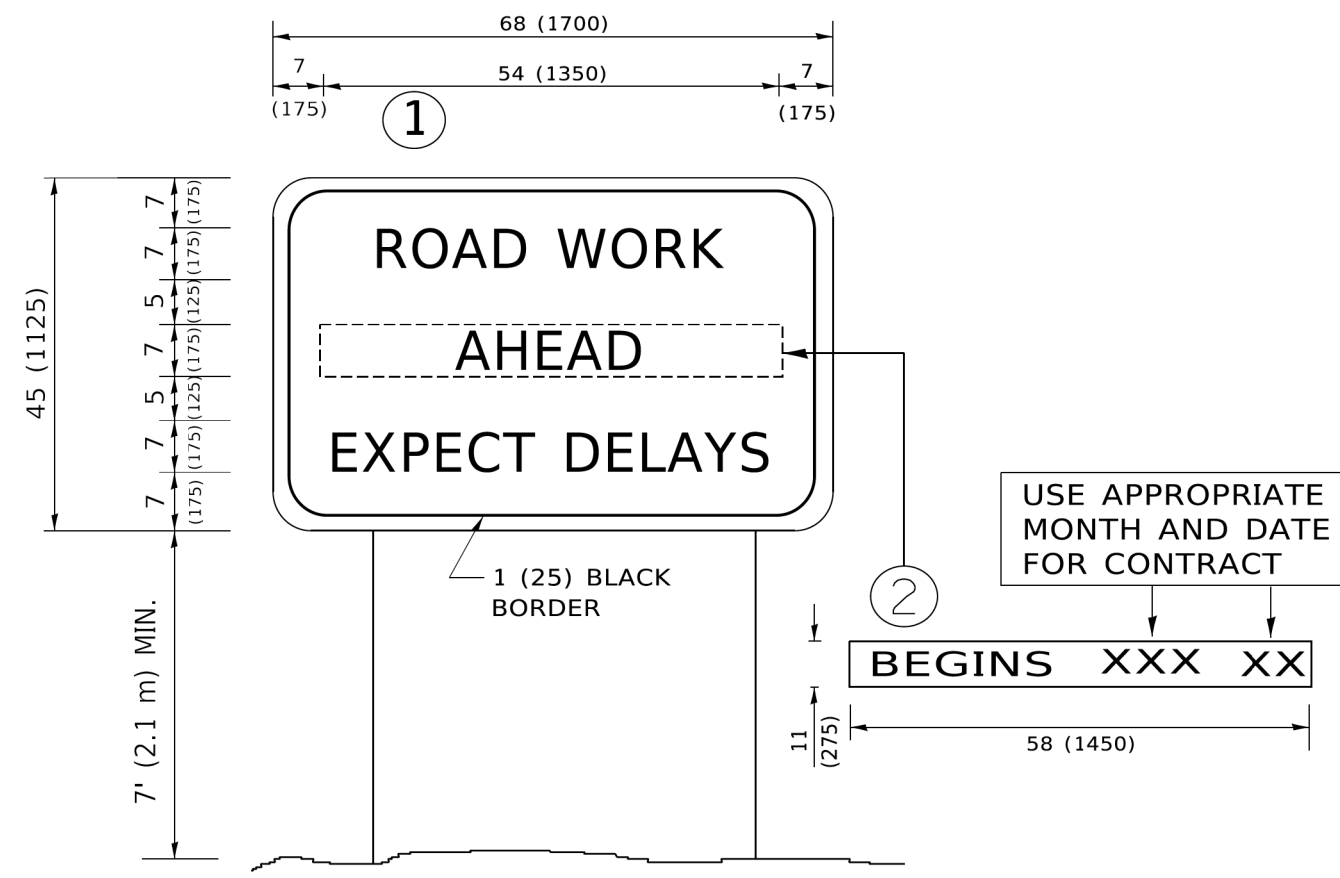 68 (1700)
7
54 (1350)
7
(175)
(175)
1
45 (1125)
7
(175)
7
(175)
5
(125)
7
(175)
5
(125)
7
(175)
7
(175)
ROAD WORK
AHEAD
EXPECT DELAYS
1 (25) BLACK
BORDER
7' (2.1 m) MIN.
2
USE APPROPRIATE
MONTH AND DATE
FOR CONTRACT
BEGINS XXX XX
11
(275)
58 (1450)